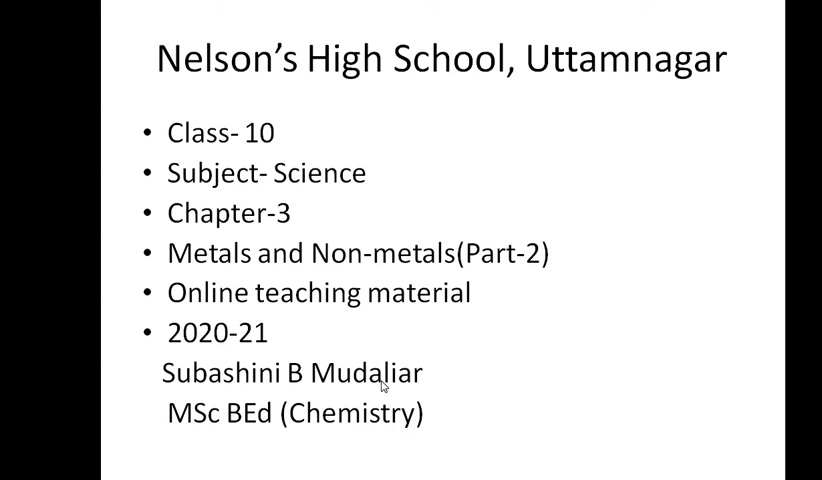 Nelson's High School, Uttamnagar
• Class- 10
• Subject- Science
• Chapter-3
• Metals and Non-metals(Part-2)
• Online teaching material
• 2020-21
Subashini B Mudaliar
MSc BEd (Chemistry)